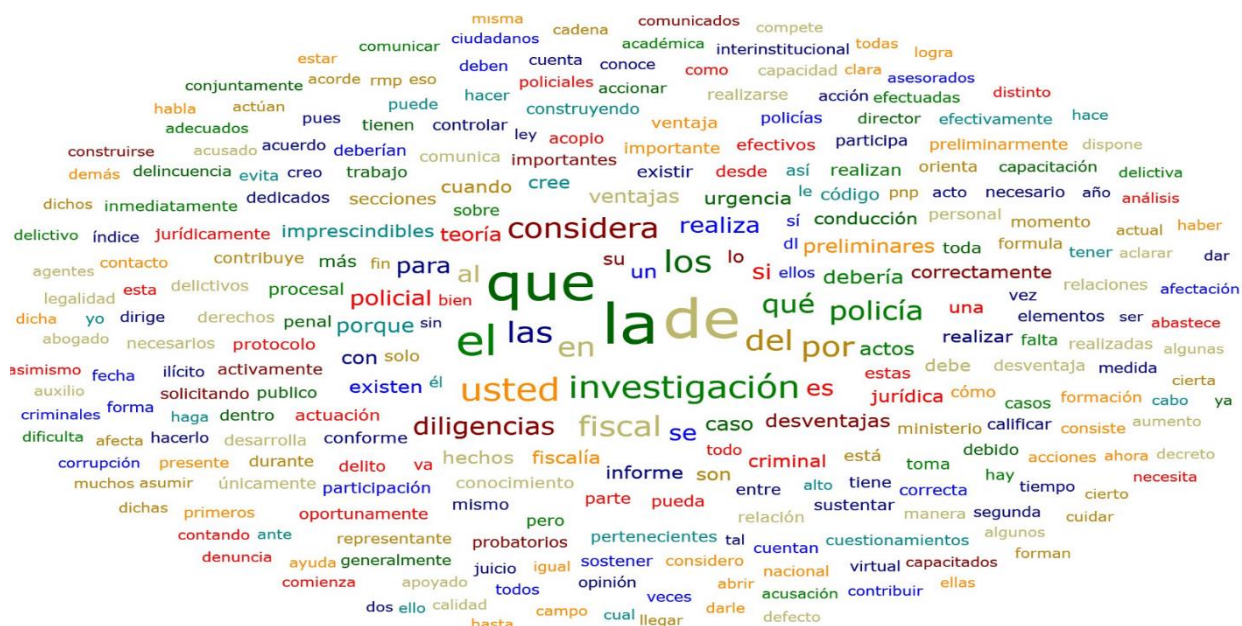 misma cadena comunicados compete
comunicar ciudadanos académica interinstitucional todas logra
estar deben cuenta conoce como capacidad clara asesorados
conjuntamente acorde rmp eso policiales accionar realizarse acción efectuadas distinto
habla actúan puede hacer construyendo policías director efectivamente hace
adecuados pues tienen controlar ley acopio ventaja importante efectivos participa preliminarmente dispone
construirse acusado acuerdo deberían comunica importantes existir desde así realizan orienta capacitación delictiva
demás delincuencia evita creo trabajo cuando cree ventajas urgencia le código pnp acto necesario año análisis
dichos inmediatamente dedicados secciones sobre considera realiza sí conducción personal momento actual haber
delictivo índice jurídicamente imprescindibles teoría dl preliminares toda formula tener aclarar dar
agentes contacto contribuye más fin para al que su un los lo si ellos debería correctamente relaciones afectación
legalidad esta delictivos procesal policial bien la de qué policía una vez elementos ser
dicha yo dirige derechos penal porque sin el las en del por actos realizar falta realizadas abastece algunas
abogado necesarios protocolo con solo estas debe desventaja medida
asimismo fecha ilícito activamente existen él usted investigación es jurídica cómo casos formación cabo cierta ya
auxilio solicitando publico
criminales forma haga dentro actuación diligencias fiscal se caso desventajas ministerio calificar consiste aumento
dificulta afecta hacerlo desarrolla conforme hechos fiscalía todo criminal está toma debido acciones ahora decreto
corrupción presente durante delito va informe son hay necesita
muchos asumir únicamente participación conocimiento parte pueda entre alto tiene correcta tiempo cierto
dichas primeros oportunamente mismo pero relación sustentar manera segunda cuidar
contando ante representante probatorios pertenecientes tal cuentan cuestionamientos algunos forman
denuncia ayuda generalmente juicio igual sostener considero nacional virtual capacitados
comienza apoyado todos opinión veces abrir acusación contribuir ellas
dos ello calidad hasta campo cual llegar darle defecto